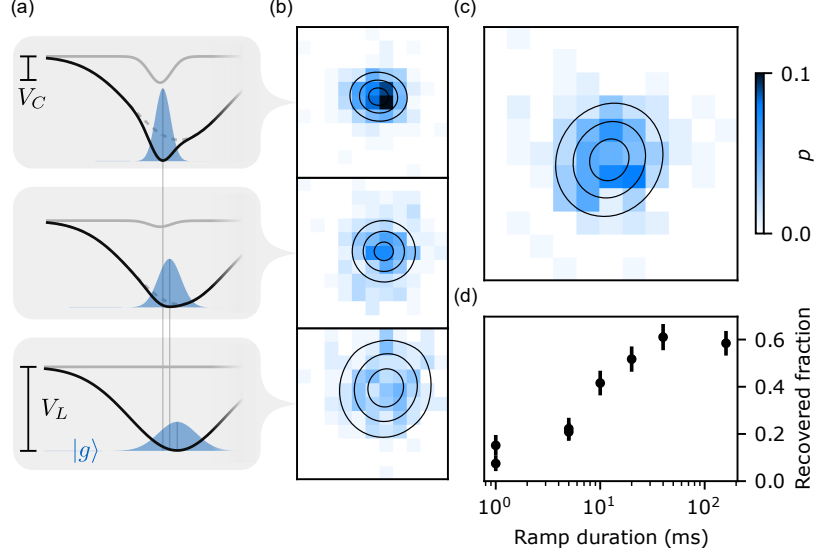 (a)
V_C
V_L
|g⟩
(b)
(c)
0.1
p
0.0
(d)
0.6
0.4
0.2
0.0
Recovered fraction
10^0
10^1
10^2
Ramp duration (ms)